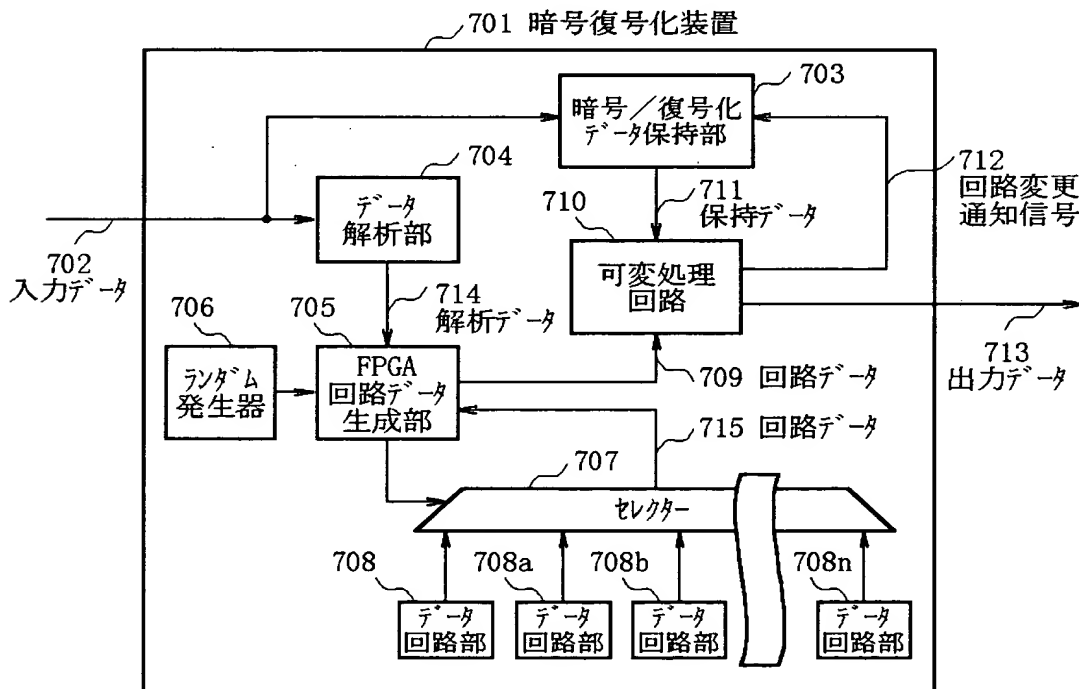 701 暗号復号化装置
703
暗号／復号化
データ保持部
704
データ
解析部
702
入力データ
711
保持データ
712
回路変更
通知信号
710
可変処理
回路
714
解析データ
706
ランダム
発生器
705
FPGA
回路データ
生成部
709 回路データ
713
出力データ
715 回路データ
707
セレクター
708
データ
回路部
708a
データ
回路部
708b
データ
回路部
708n
データ
回路部